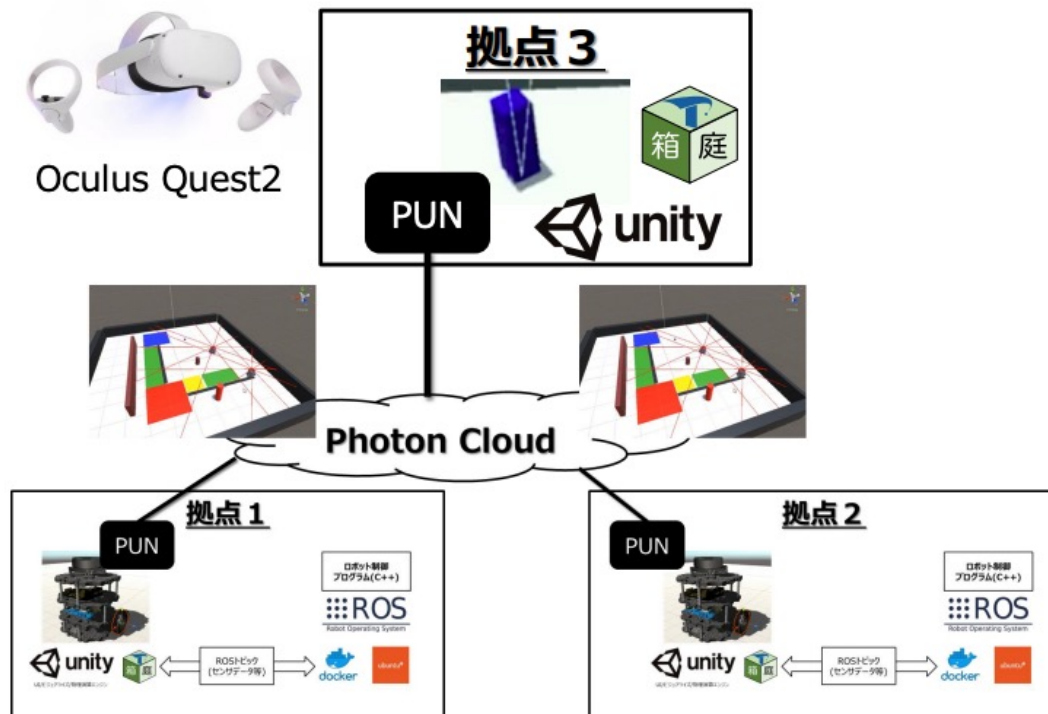 拠点3
箱 庭
Oculus Quest2
PUN
unity
Photon Cloud
拠点1
PUN
ロボット制御
プログラム(C++)
ROS
Robot Operating System
unity
箱 庭
ROSトピック
(センサデータ等)
docker
ubuntu
拠点2
PUN
ロボット制御
プログラム(C++)
ROS
Robot Operating System
unity
箱 庭
ROSトピック
(センサデータ等)
docker
ubuntu